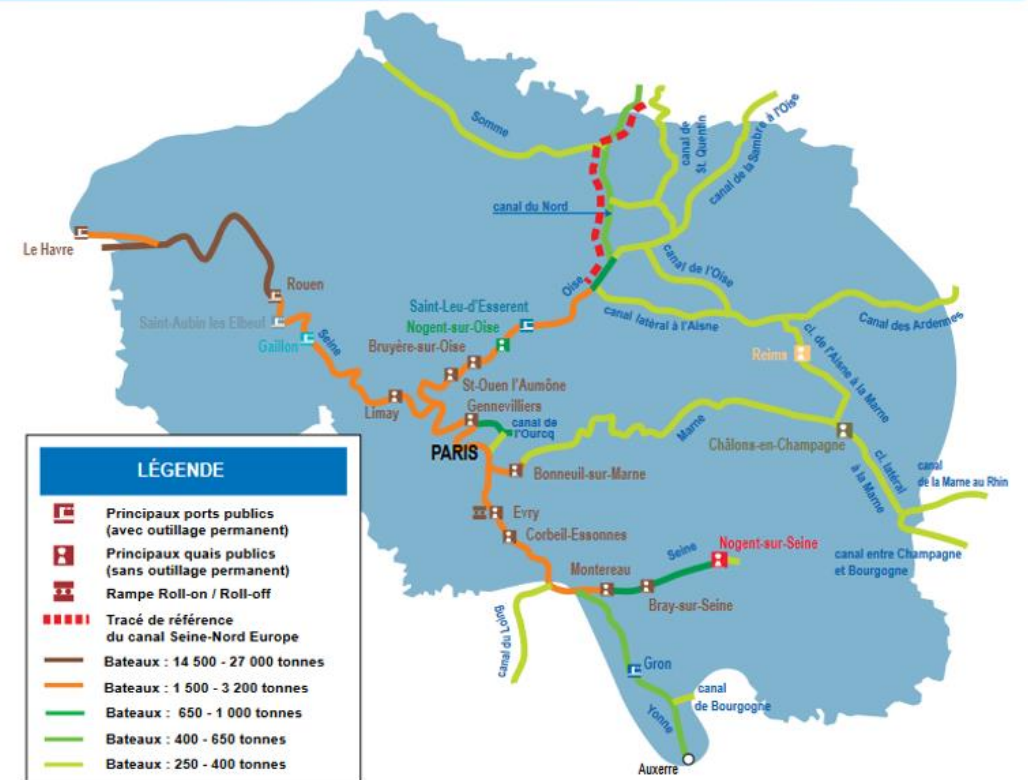 Somme
canal de
St. Quentin
canal de la Sambre à l'Oise
canal du Nord
Le Havre
Rouen
Saint-Aubin les Elbeuf
Gaillon
Seine
Oise
canal de l'Oise
canal latéral à l'Aisne
Canal des Ardennes
Saint-Leu-d'Esserent
Nogent-sur-Oise
Bruyère-sur-Oise
St-Ouen l'Aumône
Limay
Gennevilliers
canal de
l'Ourcq
PARIS
Reims
cl. de l'Aisne à la Marne
Marne
Châlons-en-Champagne
Bonneuil-sur-Marne
cl. latéral
à la Marne
canal
de la Marne au Rhin
canal entre Champagne
et Bourgogne
Evry
Corbeil-Essonnes
Seine
Nogent-sur-Seine
Montereau
Bray-sur-Seine
canal du Loing
Gron
canal
de Bourgogne
Yonne
Auxerre
LÉGENDE
Principaux ports publics
(avec outillage permanent)
Principaux quais publics
(sans outillage permanent)
Rampe Roll-on / Roll-off
Tracé de référence
du canal Seine-Nord Europe
Bateaux : 14 500 - 27 000 tonnes
Bateaux : 1 500 - 3 200 tonnes
Bateaux : 650 - 1 000 tonnes
Bateaux : 400 - 650 tonnes
Bateaux : 250 - 400 tonnes